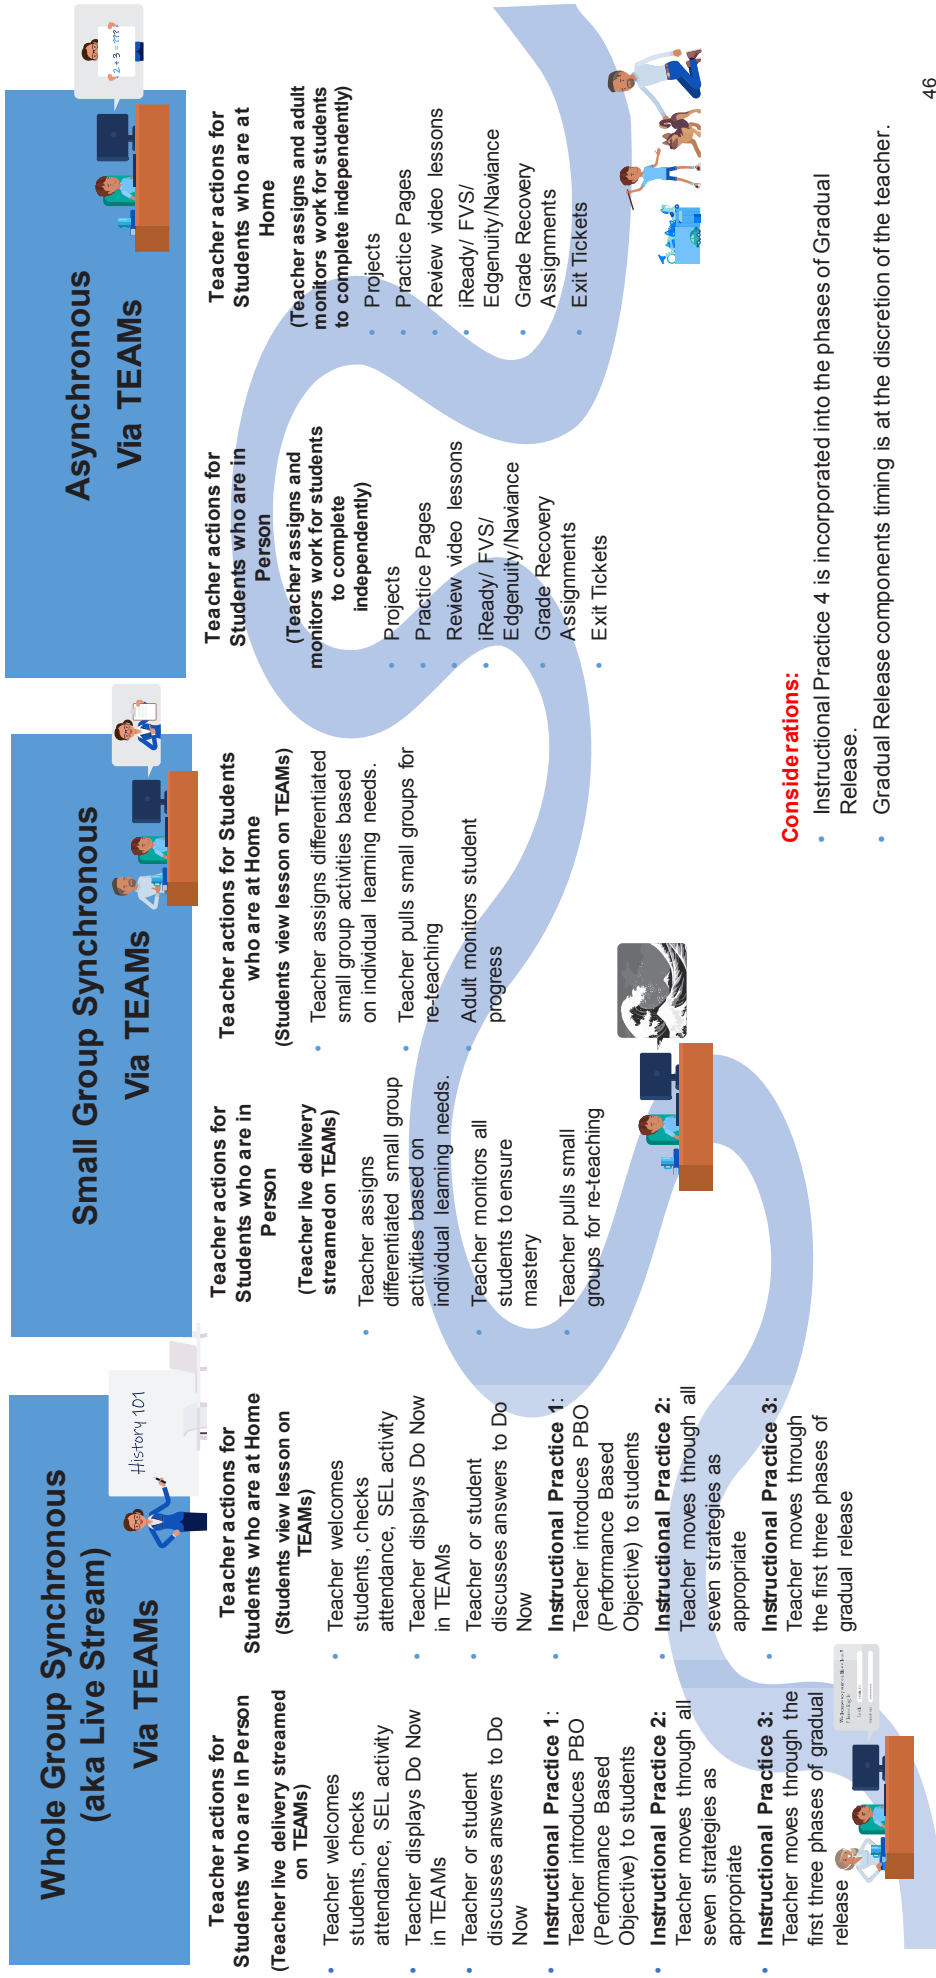 Whole Group Synchronous
(aka Live Stream)
Via TEAMs
History 101
Teacher actions for
Students who are In Person
(Teacher live delivery streamed
on TEAMs)
• Teacher welcomes
students, checks
attendance, SEL activity
• Teacher displays Do Now
in TEAMs
• Teacher or student
discusses answers to Do
Now
• Instructional Practice 1:
Teacher introduces PBO
(Performance Based
Objective) to students
• Instructional Practice 2:
Teacher moves through all
seven strategies as
appropriate
• Instructional Practice 3:
Teacher moves through the
first three phases of gradual
release
Teacher actions for
Students who are at Home
(Students view lesson on
TEAMs)
• Teacher welcomes
students, checks
attendance, SEL activity
• Teacher displays Do Now
in TEAMs
• Teacher or student
discusses answers to Do
Now
• Instructional Practice 1:
Teacher introduces PBO
(Performance Based
Objective) to students
• Instructional Practice 2:
Teacher moves through all
seven strategies as
appropriate
• Instructional Practice 3:
Teacher moves through
the first three phases of
gradual release
Small Group Synchronous
Via TEAMs
Teacher actions for
Students who are in
Person
(Teacher live delivery
streamed on TEAMs)
• Teacher assigns
differentiated small group
activities based on
individual learning needs.
• Teacher monitors all
students to ensure
mastery
• Teacher pulls small
groups for re-teaching
Teacher actions for Students
who are at Home
(Students view lesson on TEAMs)
• Teacher assigns differentiated
small group activities based
on individual learning needs.
• Teacher pulls small groups for
re-teaching
• Adult monitors student
progress
Asynchronous
Via TEAMs
2 + 3 = ???
Teacher actions for
Students who are in
Person
(Teacher assigns and
monitors work for students
to complete
independently)
• Projects
• Practice Pages
• Review video lessons
• iReady/ FVS/
Edgenuity/Naviance
• Grade Recovery
Assignments
• Exit Tickets
Teacher actions for
Students who are at
Home
(Teacher assigns and adult
monitors work for students
to complete independently)
• Projects
• Practice Pages
• Review video lessons
• iReady/ FVS/
Edgenuity/Naviance
• Grade Recovery
Assignments
• Exit Tickets
Considerations:
• Instructional Practice 4 is incorporated into the phases of Gradual
Release.
• Gradual Release components timing is at the discretion of the teacher.
46